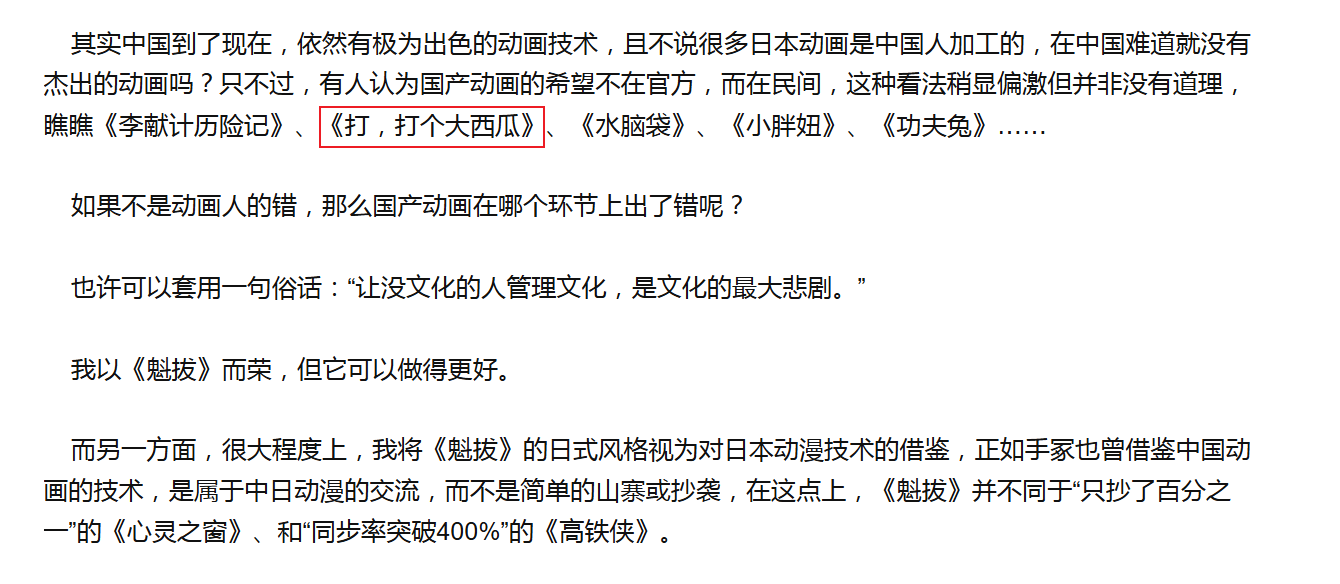 其实中国到了现在，依然有极为出色的动画技术，且不说很多日本动画是中国人加工的，在中国难道就没有
杰出的动画吗？只不过，有人认为国产动画的希望不在官方，而在民间，这种看法稍显偏激但并非没有道理，
瞧瞧《李献计历险记》、《打，打个大西瓜》、《水脑袋》、《小胖妞》、《功夫兔》……
如果不是动画人的错，那么国产动画在哪个环节上出了错呢？
也许可以套用一句俗话：“让没文化的人管理文化，是文化的最大悲剧。”
我以《魁拔》而荣，但它可以做得更好。
而另一方面，很大程度上，我将《魁拔》的日式风格视为对日本动漫技术的借鉴，正如手冢也曾借鉴中国动
画的技术，是属于中日动漫的交流，而不是简单的山寨或抄袭，在这点上，《魁拔》并不同于“只抄了百分之
一”的《心灵之窗》、和“同步率突破400%”的《高铁侠》。